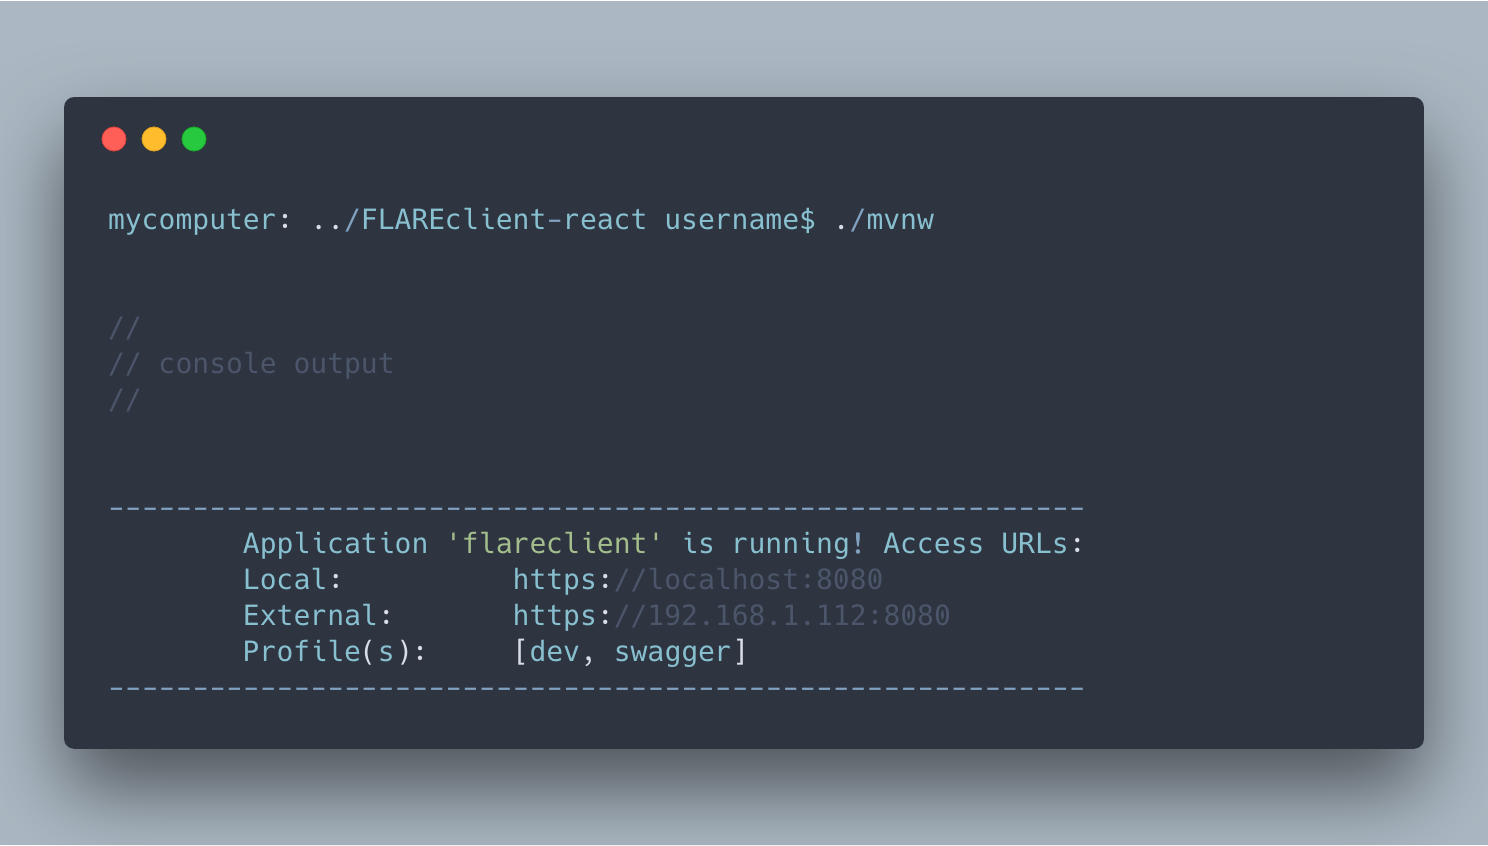 mycomputer: ../FLAREclient-react username$ ./mvnw
//
// console output
//
----------------------------------------------------------
Application 'flareclient' is running! Access URLs:
Local: https://localhost:8080
External: https://192.168.1.112:8080
Profile(s): [dev, swagger]
----------------------------------------------------------